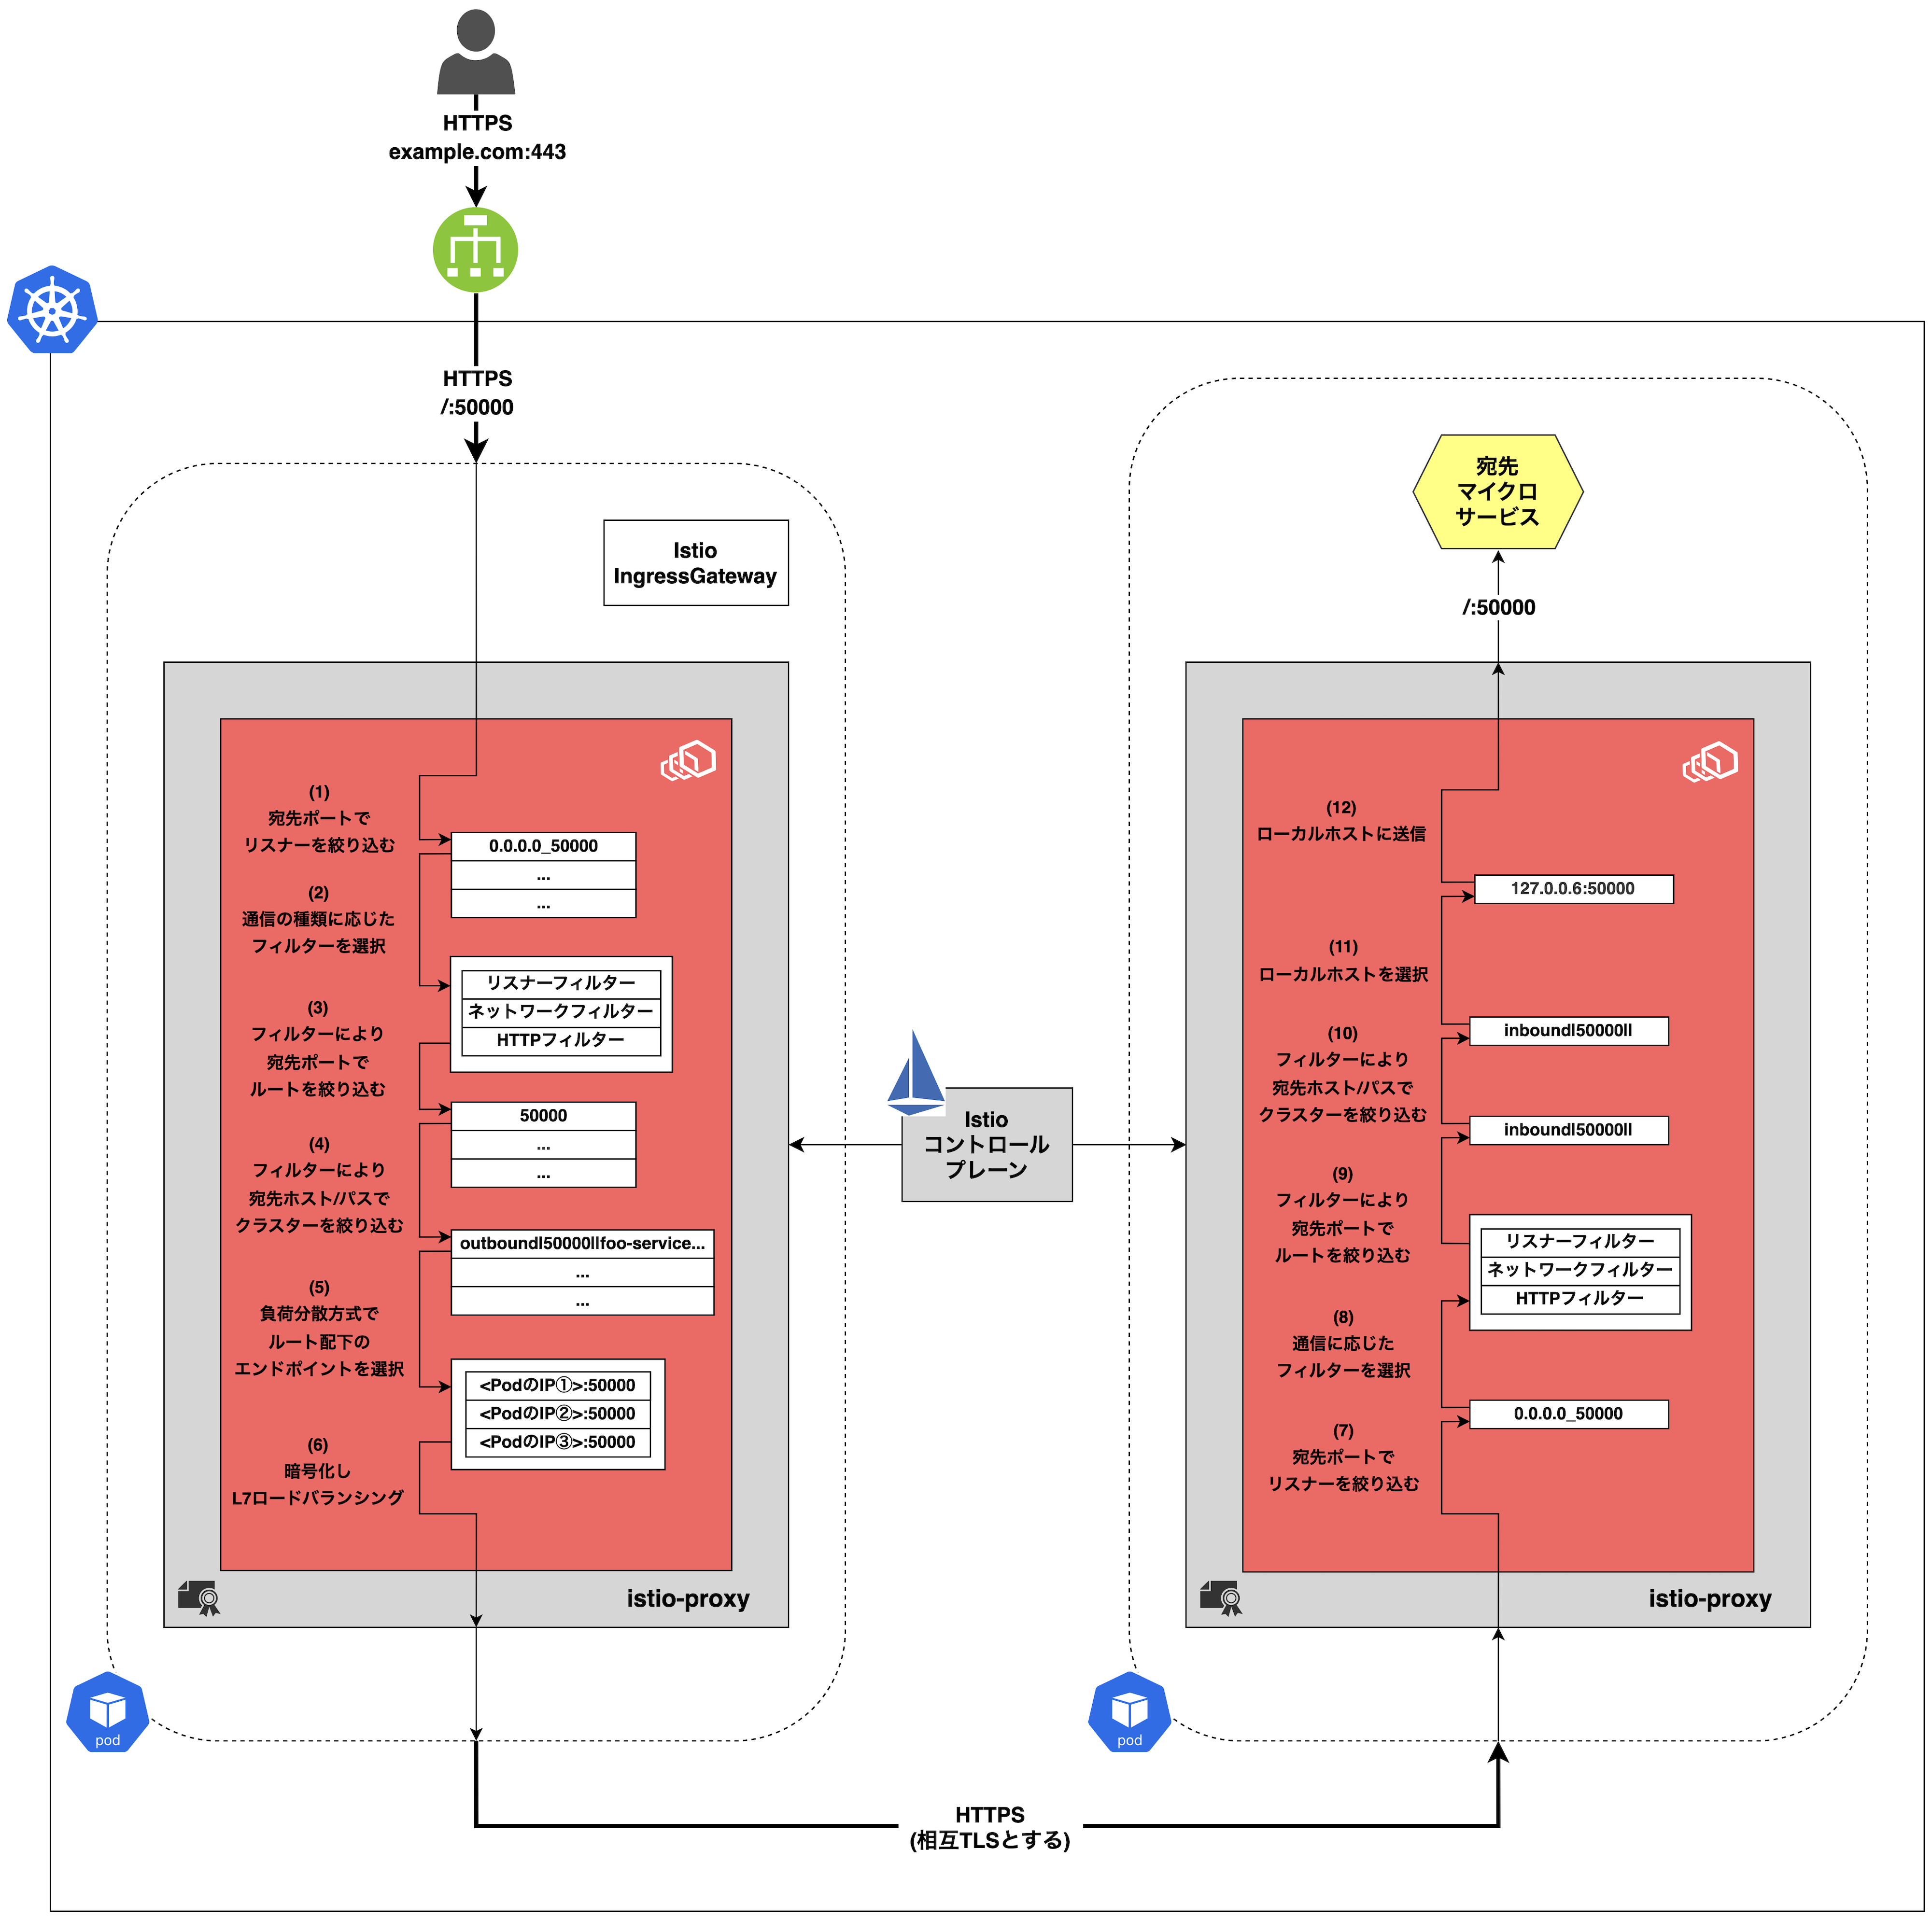 HTTPS
example.com:443
HTTPS
/:50000
Istio
IngressGateway
(1)
宛先ポートで
リスナーを絞り込む
0.0.0.0_50000
...
...
(2)
通信の種類に応じた
フィルターを選択
リスナーフィルター
ネットワークフィルター
HTTPフィルター
(3)
フィルターにより
宛先ポートで
ルートを絞り込む
50000
...
...
(4)
フィルターにより
宛先ホスト/パスで
クラスターを絞り込む
outbound|50000||foo-service...
...
...
(5)
負荷分散方式で
ルート配下の
エンドポイントを選択
<PodのIP①>:50000
<PodのIP②>:50000
<PodのIP③>:50000
(6)
暗号化し
L7ロードバランシング
istio-proxy
pod
Istio
コントロール
プレーン
HTTPS
(相互TLSとする)
宛先
マイクロ
サービス
/:50000
(12)
ローカルホストに送信
127.0.0.6:50000
(11)
ローカルホストを選択
inbound|50000||
(10)
フィルターにより
宛先ホスト/パスで
クラスターを絞り込む
inbound|50000||
(9)
フィルターにより
宛先ポートで
ルートを絞り込む
リスナーフィルター
ネットワークフィルター
HTTPフィルター
(8)
通信に応じた
フィルターを選択
0.0.0.0_50000
(7)
宛先ポートで
リスナーを絞り込む
istio-proxy
pod